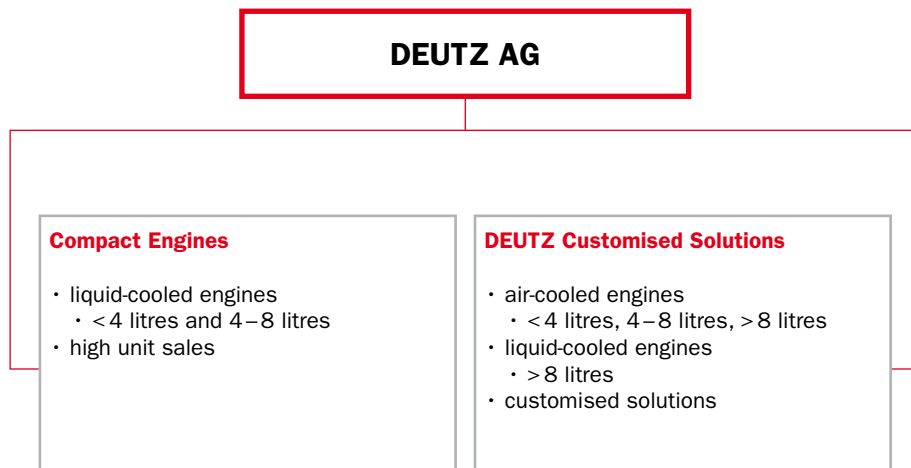 DEUTZ AG
Compact Engines
· liquid-cooled engines
· < 4 litres and 4 – 8 litres
· high unit sales
DEUTZ Customised Solutions
· air-cooled engines
· < 4 litres, 4 – 8 litres, > 8 litres
· liquid-cooled engines
· > 8 litres
· customised solutions